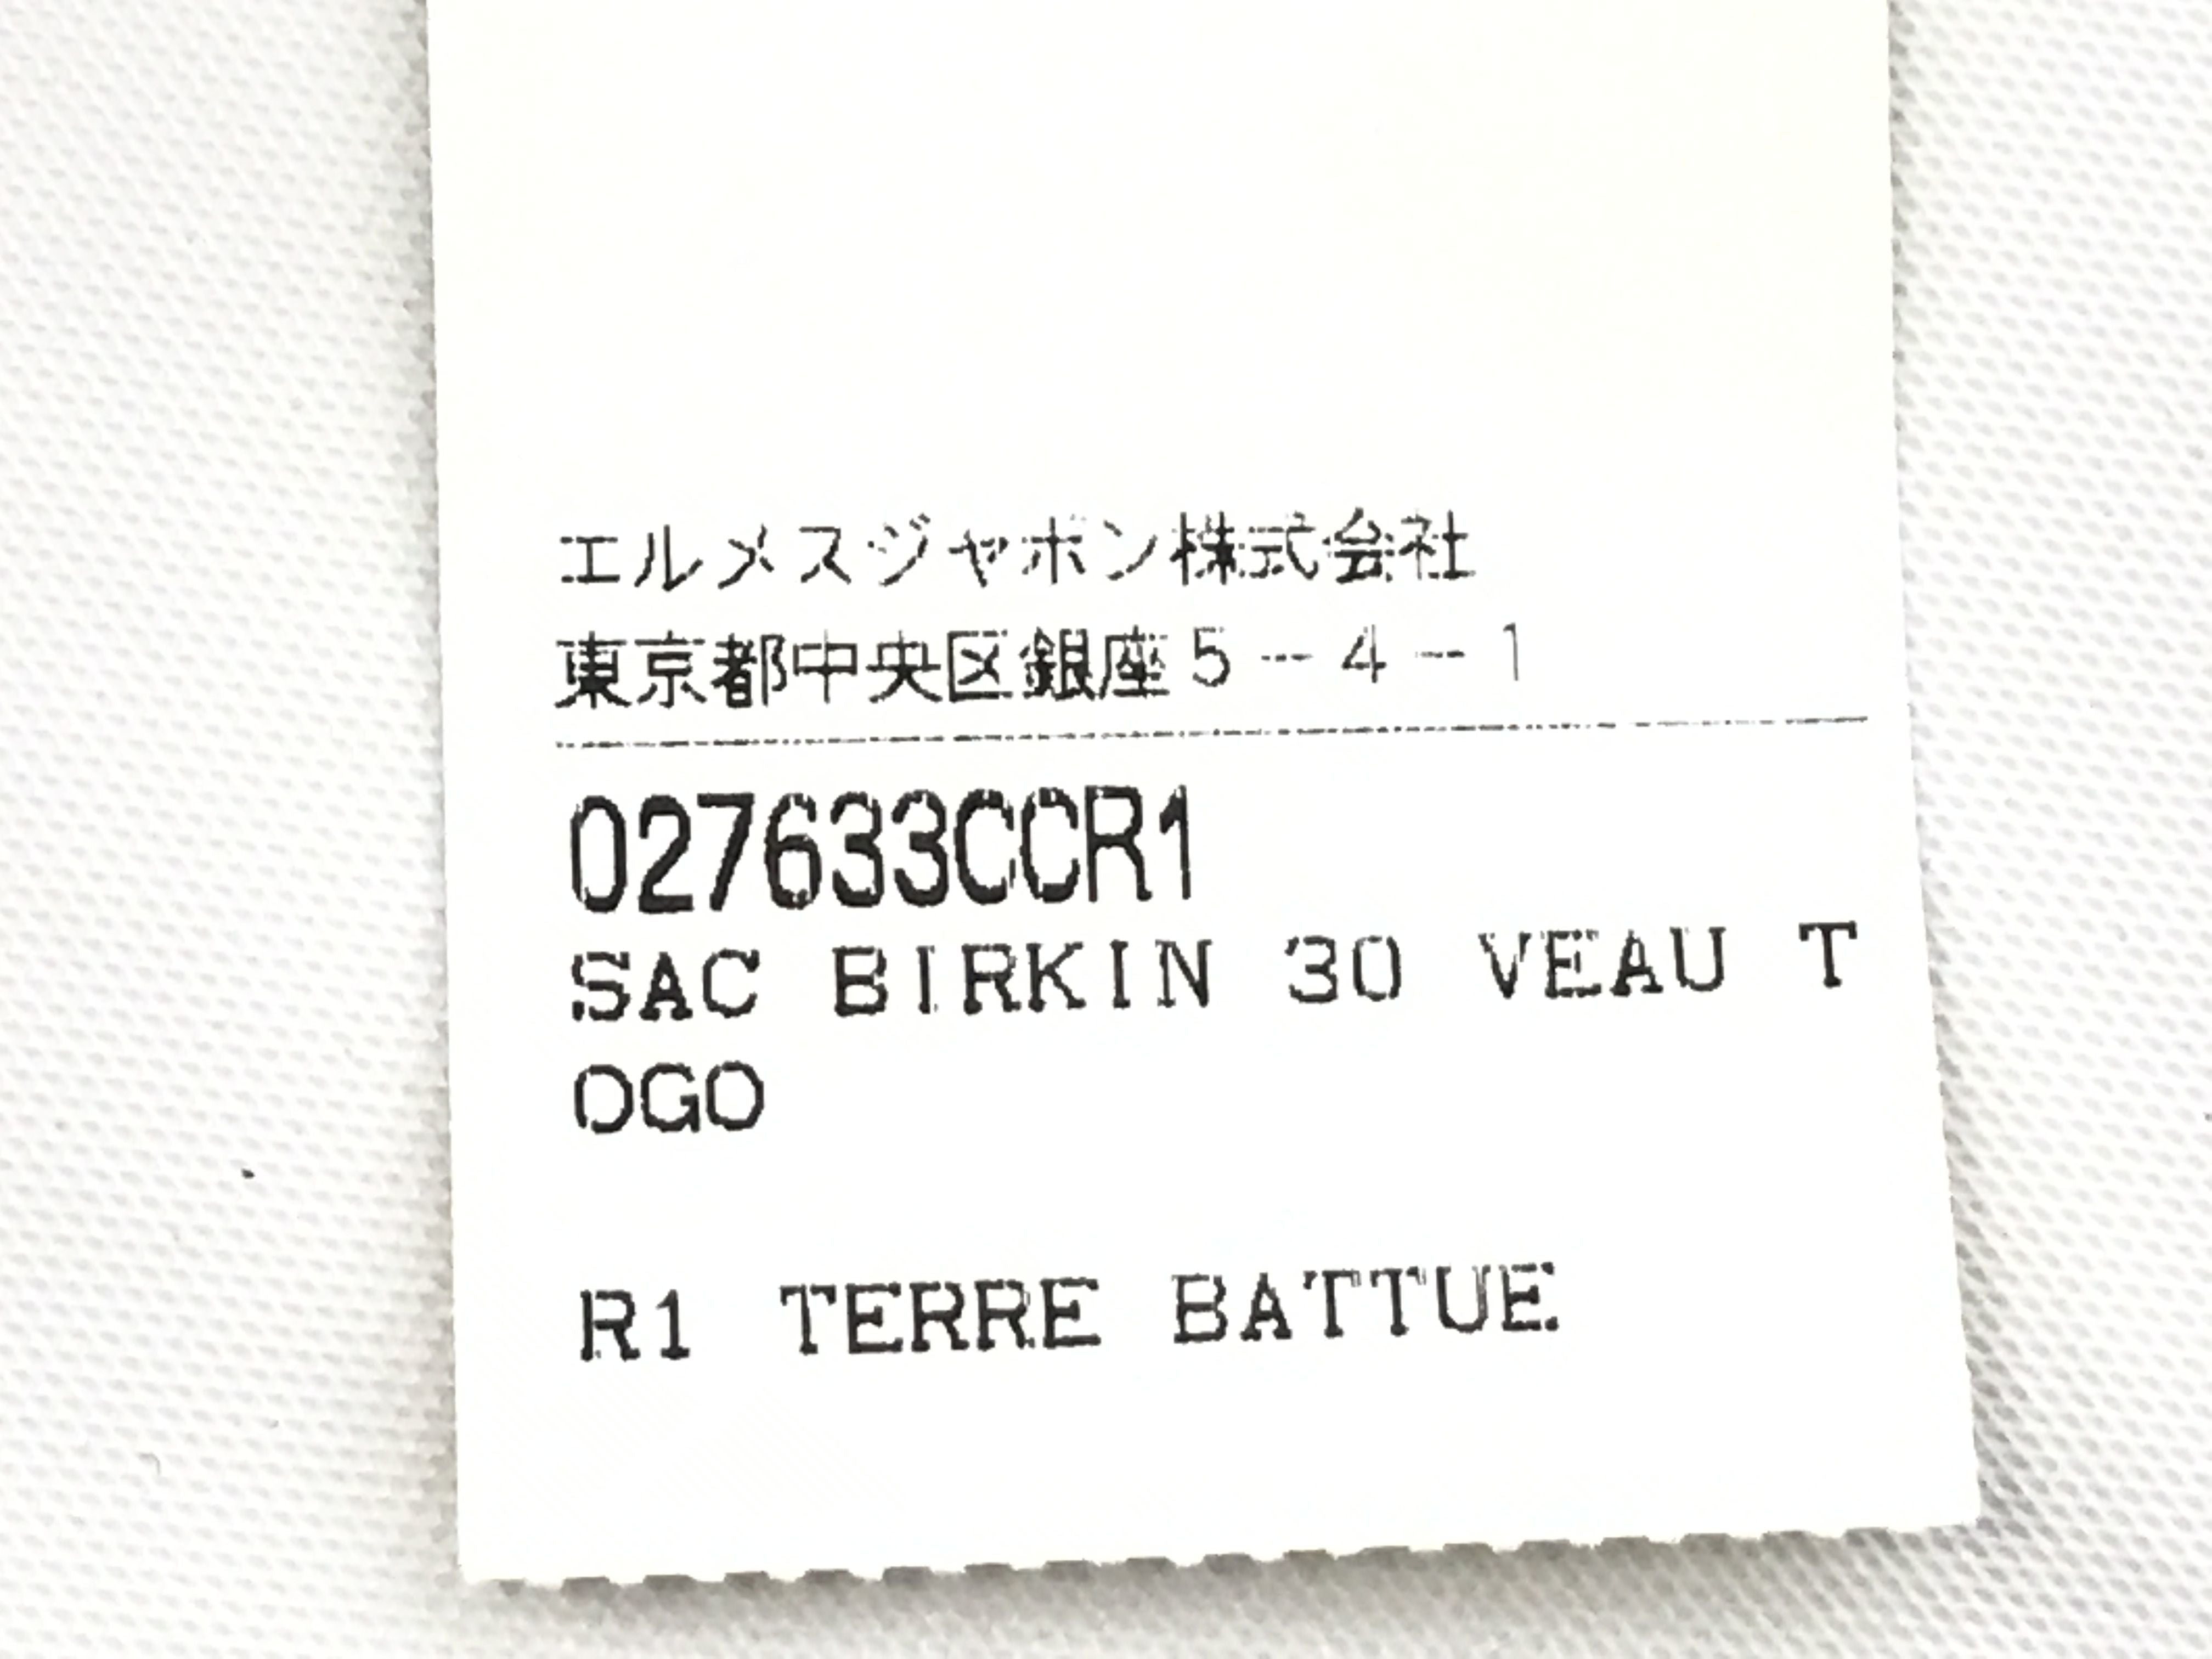 エルメスジャポン株式会社
東京都中央区銀座5-4-1
027633CCR1
SAC BIRKIN 30 VEAU T
OGO
R1 TERRE BATTUE